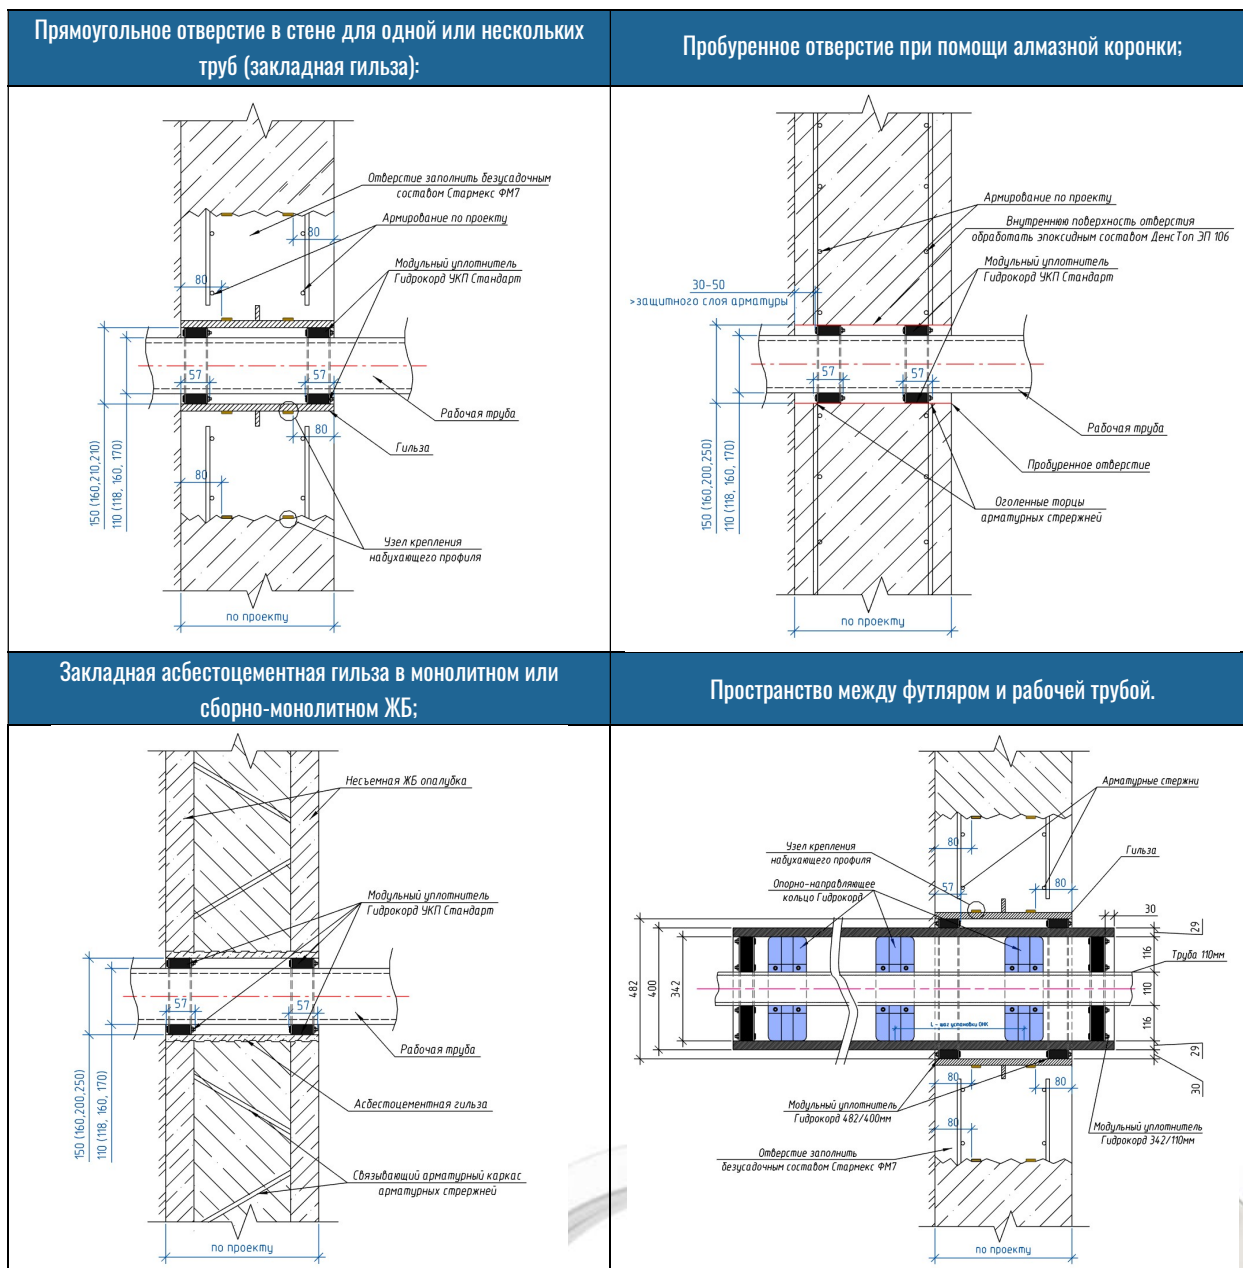 Прямоугольное отверстие в стене для одной или нескольких
труб (закладная гильза):
Пробуренное отверстие при помощи алмазной коронки;
Отверстие заполнить безусадочным
составом Стармекс ФМ7
Армирование по проекту
80
Модульный уплотнитель
Гидрокорд УКП Стандарт
80
57
57
Рабочая труба
80
Гильза
80
150 (160,210,210)
110 (118, 160, 170)
Узел крепления
набухающего профиля
по проекту
Армирование по проекту
Внутреннюю поверхность отверстия
обработать эпоксидным составом ДенсТоп ЭП 106
Модульный уплотнитель
Гидрокорд УКП Стандарт
30-50
>защитного слоя арматуры
57
57
Рабочая труба
Пробуренное отверстие
150 (160,200,250)
110 (118, 160, 170)
Оголенные торцы
арматурных стрержней
по проекту
Закладная асбестоцементная гильза в монолитном или
сборно-монолитном ЖБ;
Пространство между футляром и рабочей трубой.
Несъемная ЖБ опалубка
Модульный уплотнитель
Гидрокорд УКП Стандарт
57
57
Рабочая труба
Асбестоцементная гильза
150 (160,200,250)
110 (118, 160, 170)
Связывающий арматурный каркас
арматурных стрержней
по проекту
Арматурные стержни
Узел крепления
набухающего профиля
80
Гильза
Опорно-направляющее
кольцо Гидрокорд
57
80
30
29
482
400
342
116
Труба 110мм
110
L - шаг установки ОНК
116
29
30
80
80
Модульный уплотнитель
Гидрокорд 482/400мм
80
Модульный уплотнитель
Гидрокорд 342/110мм
Отверстие заполнить
безусадочным составом Стармекс ФМ7
по проекту